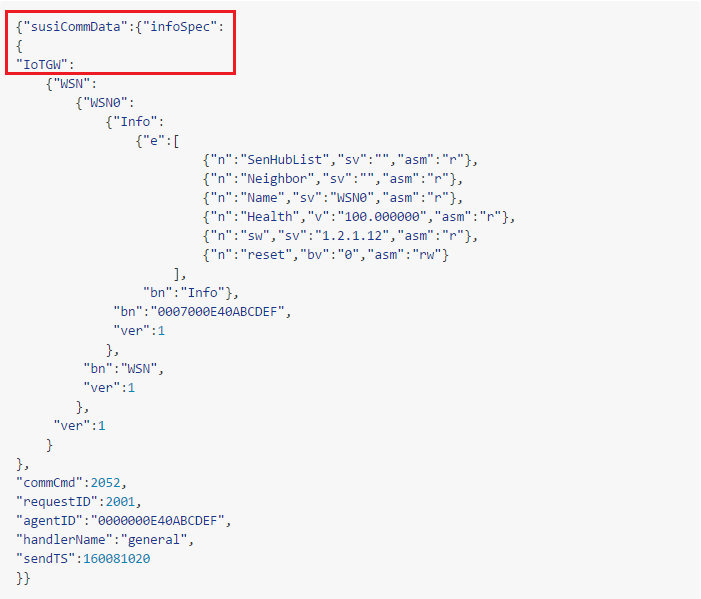 {"susiCommData":{"infoSpec":
{
"IoTGW":
{"WSN":
{"WSN0":
{"Info":
{"e":[
{"n":"SenHubList","sv":"","asm":"r"},
{"n":"Neighbor","sv":"","asm":"r"},
{"n":"Name","sv":"WSN0","asm":"r"},
{"n":"Health","v":"100.000000","asm":"r"},
{"n":"sw","sv":"1.2.1.12","asm":"r"},
{"n":"reset","bv":"0","asm":"rw"}
],
"bn":"Info"},
"bn":"0007000E40ABCDEF",
"ver":1
},
"bn":"WSN",
"ver":1
},
"ver":1
}
},
"commCmd":2052,
"requestID":2001,
"agentID":"0000000E40ABCDEF",
"handlerName":"general",
"sendTS":160081020
}}